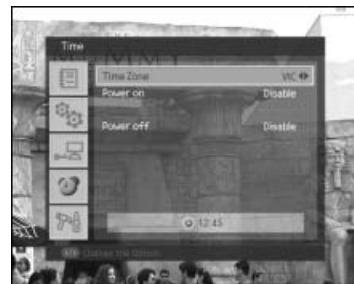 Time
Time Zone VIC
Power on Disable
Power off Disable
12:45